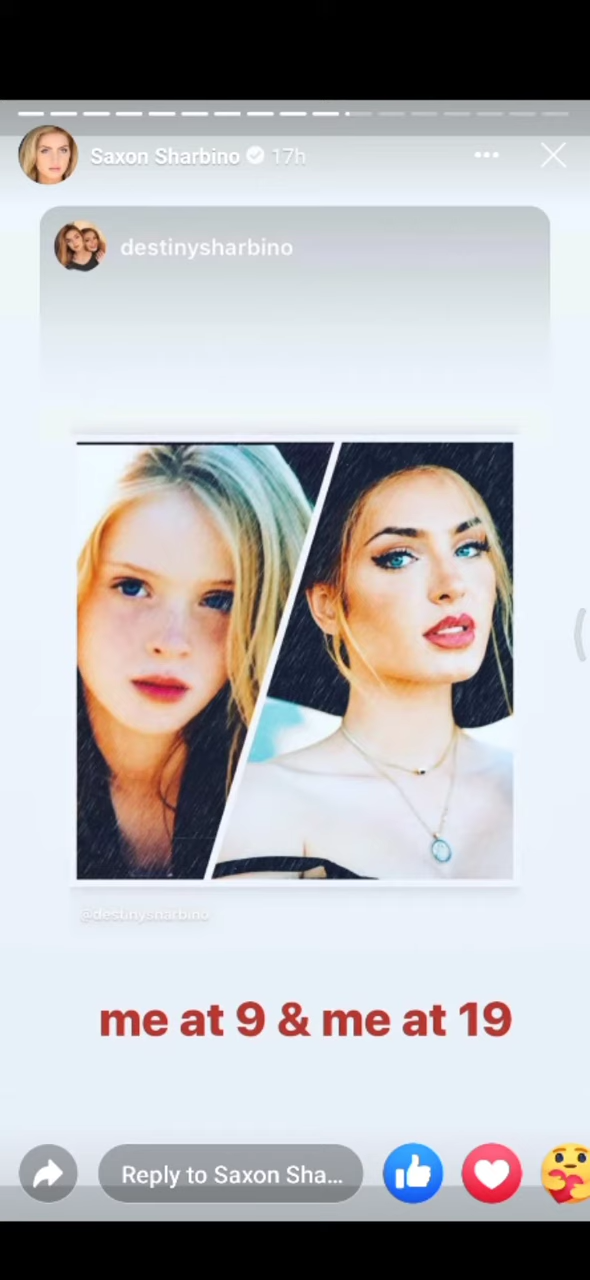 Saxon Sharbino 17h
destinysharbino
@destinysharbino
me at 9 & me at 19
Reply to Saxon Sha...